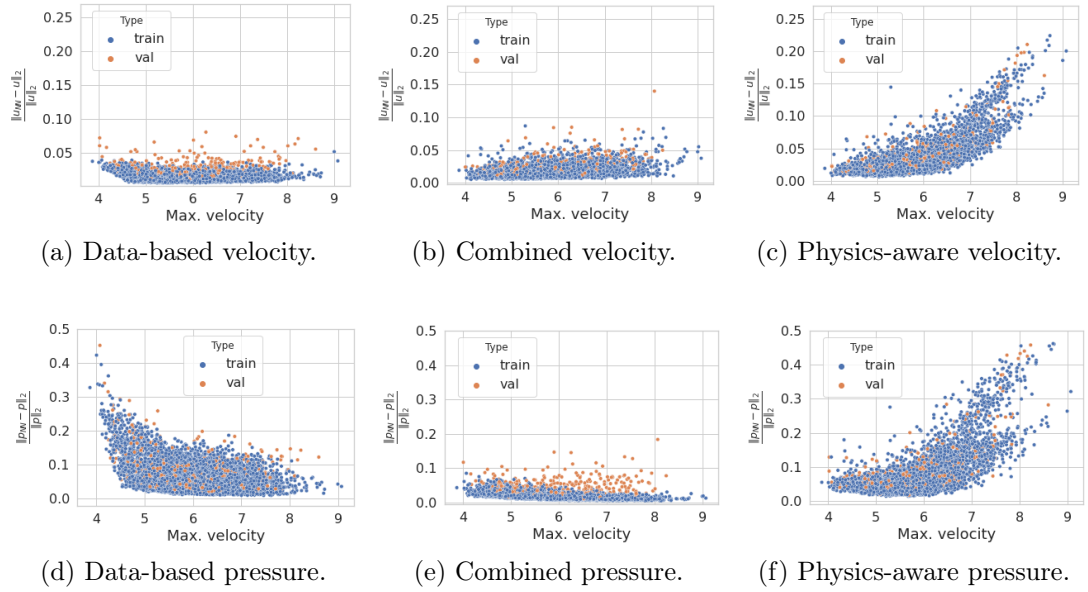 0.25
0.20
0.15
0.10
0.05
‖u_NN − u‖₂
‖u‖₂
Type
train
val
4 5 6 7 8 9
Max. velocity
(a) Data-based velocity.
0.25
0.20
0.15
0.10
0.05
0.00
‖u_NN − u‖₂
‖u‖₂
Type
train
val
4 5 6 7 8 9
Max. velocity
(b) Combined velocity.
0.25
0.20
0.15
0.10
0.05
0.00
‖u_NN − u‖₂
‖u‖₂
Type
train
val
4 5 6 7 8 9
Max. velocity
(c) Physics-aware velocity.
0.5
0.4
0.3
0.2
0.1
0.0
‖p_NN − p‖₂
‖p‖₂
Type
train
val
4 5 6 7 8 9
Max. velocity
(d) Data-based pressure.
0.5
0.4
0.3
0.2
0.1
0.0
‖p_NN − p‖₂
‖p‖₂
Type
train
val
4 5 6 7 8 9
Max. velocity
(e) Combined pressure.
0.5
0.4
0.3
0.2
0.1
0.0
‖p_NN − p‖₂
‖p‖₂
Type
train
val
4 5 6 7 8 9
Max. velocity
(f) Physics-aware pressure.